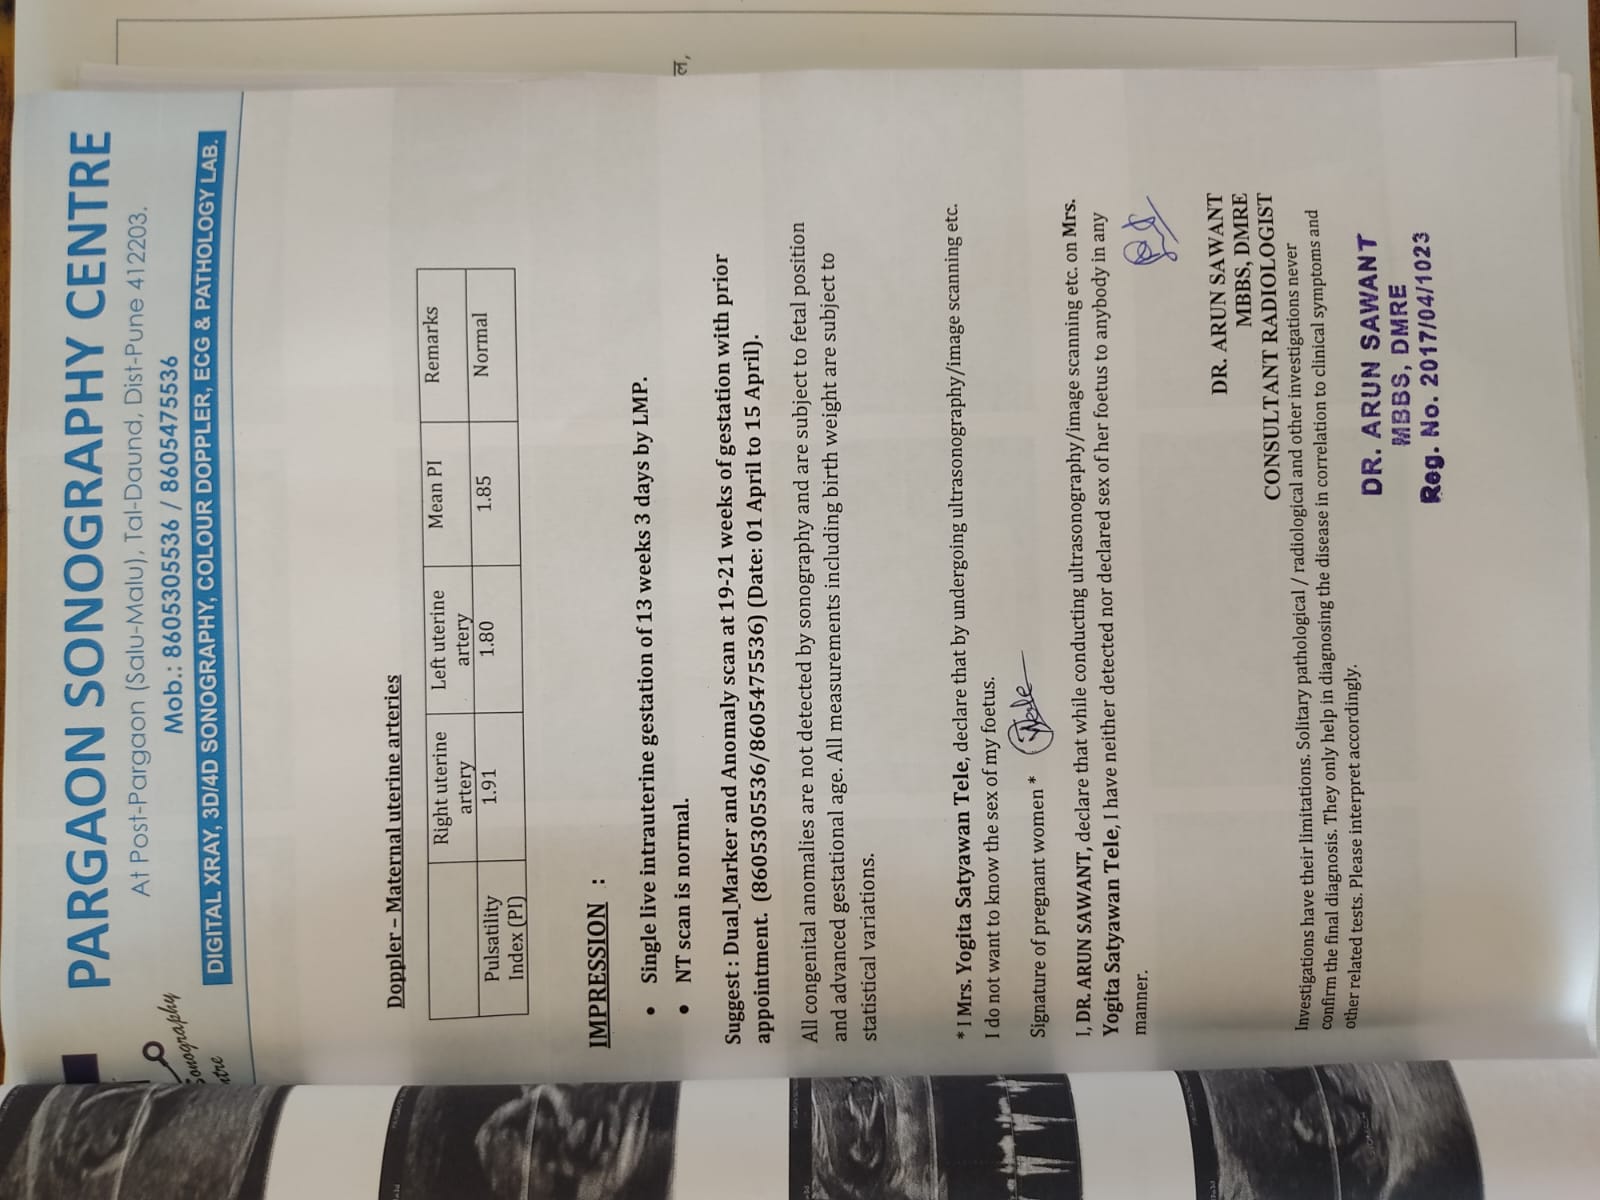 PARGAON SONOGRAPHY CENTRE
At Post-Pargaon (Salu-Malu), Tal-Daund, Dist-Pune 412203.
Mob.: 8605305536 / 8605475536
DIGITAL XRAY, 3D/4D SONOGRAPHY, COLOUR DOPPLER, ECG & PATHOLOGY LAB.
Sonography
ntre
ल,
Doppler – Maternal uterine arteries
Right uterine artery Left uterine artery Mean PI Remarks
Pulsatility Index (PI) 1.91 1.80 1.85 Normal
IMPRESSION :
• Single live intrauterine gestation of 13 weeks 3 days by LMP.
• NT scan is normal.
Suggest : Dual Marker and Anomaly scan at 19-21 weeks of gestation with prior
appointment. (8605305536/8605475536) (Date: 01 April to 15 April).
All congenital anomalies are not detected by sonography and are subject to fetal position
and advanced gestational age. All measurements including birth weight are subject to
statistical variations.
* I Mrs. Yogita Satyawan Tele, declare that by undergoing ultrasonography/image scanning etc.
I do not want to know the sex of my foetus.
Signature of pregnant women *
I, DR. ARUN SAWANT, declare that while conducting ultrasonography/image scanning etc. on Mrs.
Yogita Satyawan Tele, I have neither detected nor declared sex of her foetus to anybody in any
manner.
DR. ARUN SAWANT
MBBS, DMRE
CONSULTANT RADIOLOGIST
Investigations have their limitations. Solitary pathological / radiological and other investigations never
confirm the final diagnosis. They only help in diagnosing the disease in correlation to clinical symptoms and
other related tests. Please interpret accordingly.
DR. ARUN SAWANT
MBBS, DMRE
Reg. No. 2017/04/1023